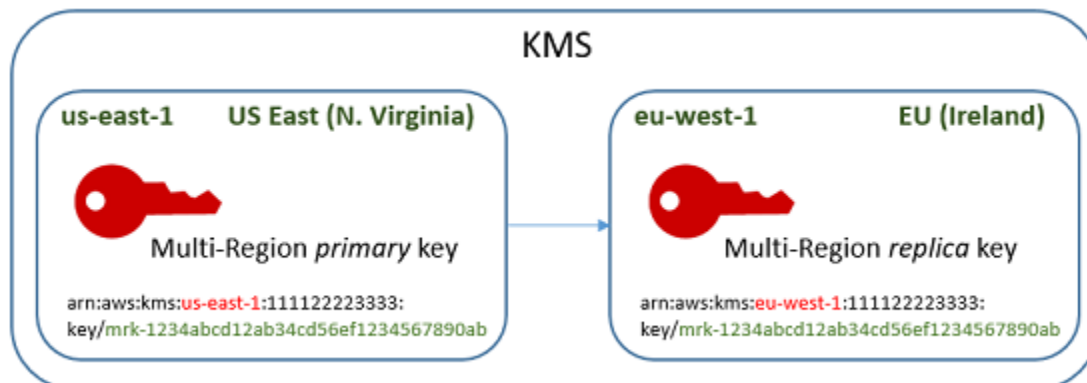 KMS
us-east-1 US East (N. Virginia)
Multi-Region primary key
arn:aws:kms:us-east-1:111122223333:
key/mrk-1234abcd12ab34cd56ef1234567890ab
eu-west-1 EU (Ireland)
Multi-Region replica key
arn:aws:kms:eu-west-1:111122223333:
key/mrk-1234abcd12ab34cd56ef1234567890ab